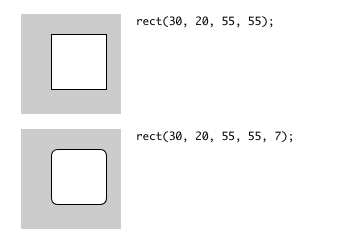 rect(30, 20, 55, 55);
rect(30, 20, 55, 55, 7);